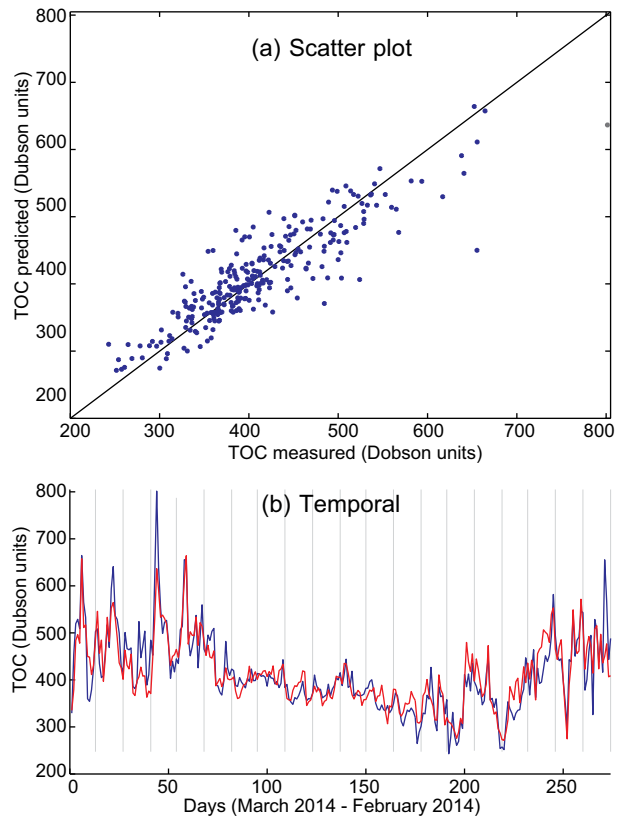 (a) Scatter plot
TOC predicted (Dubson units)
800
700
600
500
400
300
200
200 300 400 500 600 700 800
TOC measured (Dobson units)
(b) Temporal
TOC (Dubson units)
800
700
600
500
400
300
200
0 50 100 150 200 250
Days (March 2014 - February 2014)